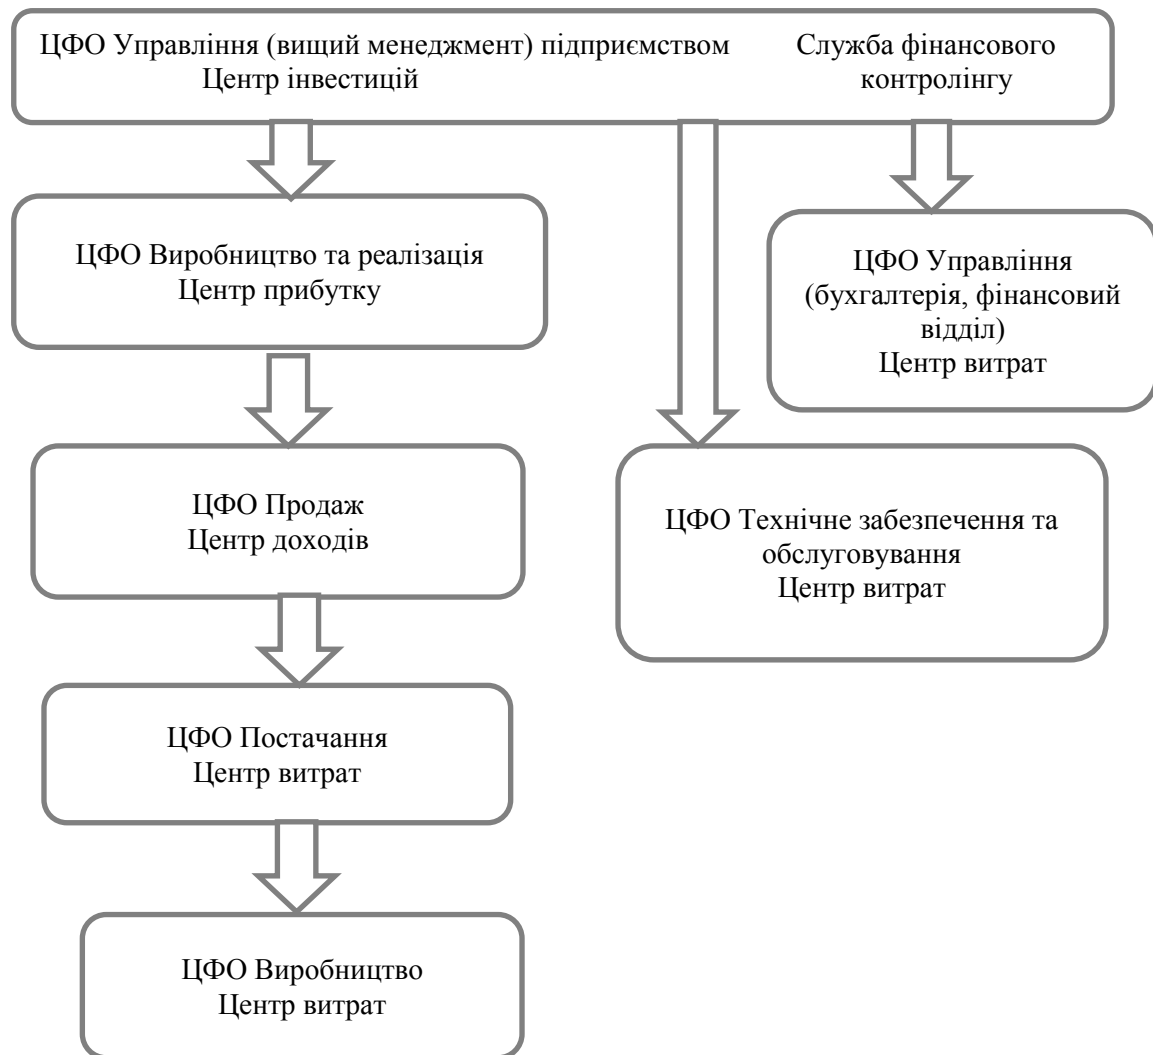 ЦФО Управління (вищий менеджмент) підприємством
Центр інвестицій
Служба фінансового
контролінгу
ЦФО Виробництво та реалізація
Центр прибутку
ЦФО Управління
(бухгалтерія, фінансовий
відділ)
Центр витрат
ЦФО Продаж
Центр доходів
ЦФО Технічне забезпечення та
обслуговування
Центр витрат
ЦФО Постачання
Центр витрат
ЦФО Виробництво
Центр витрат